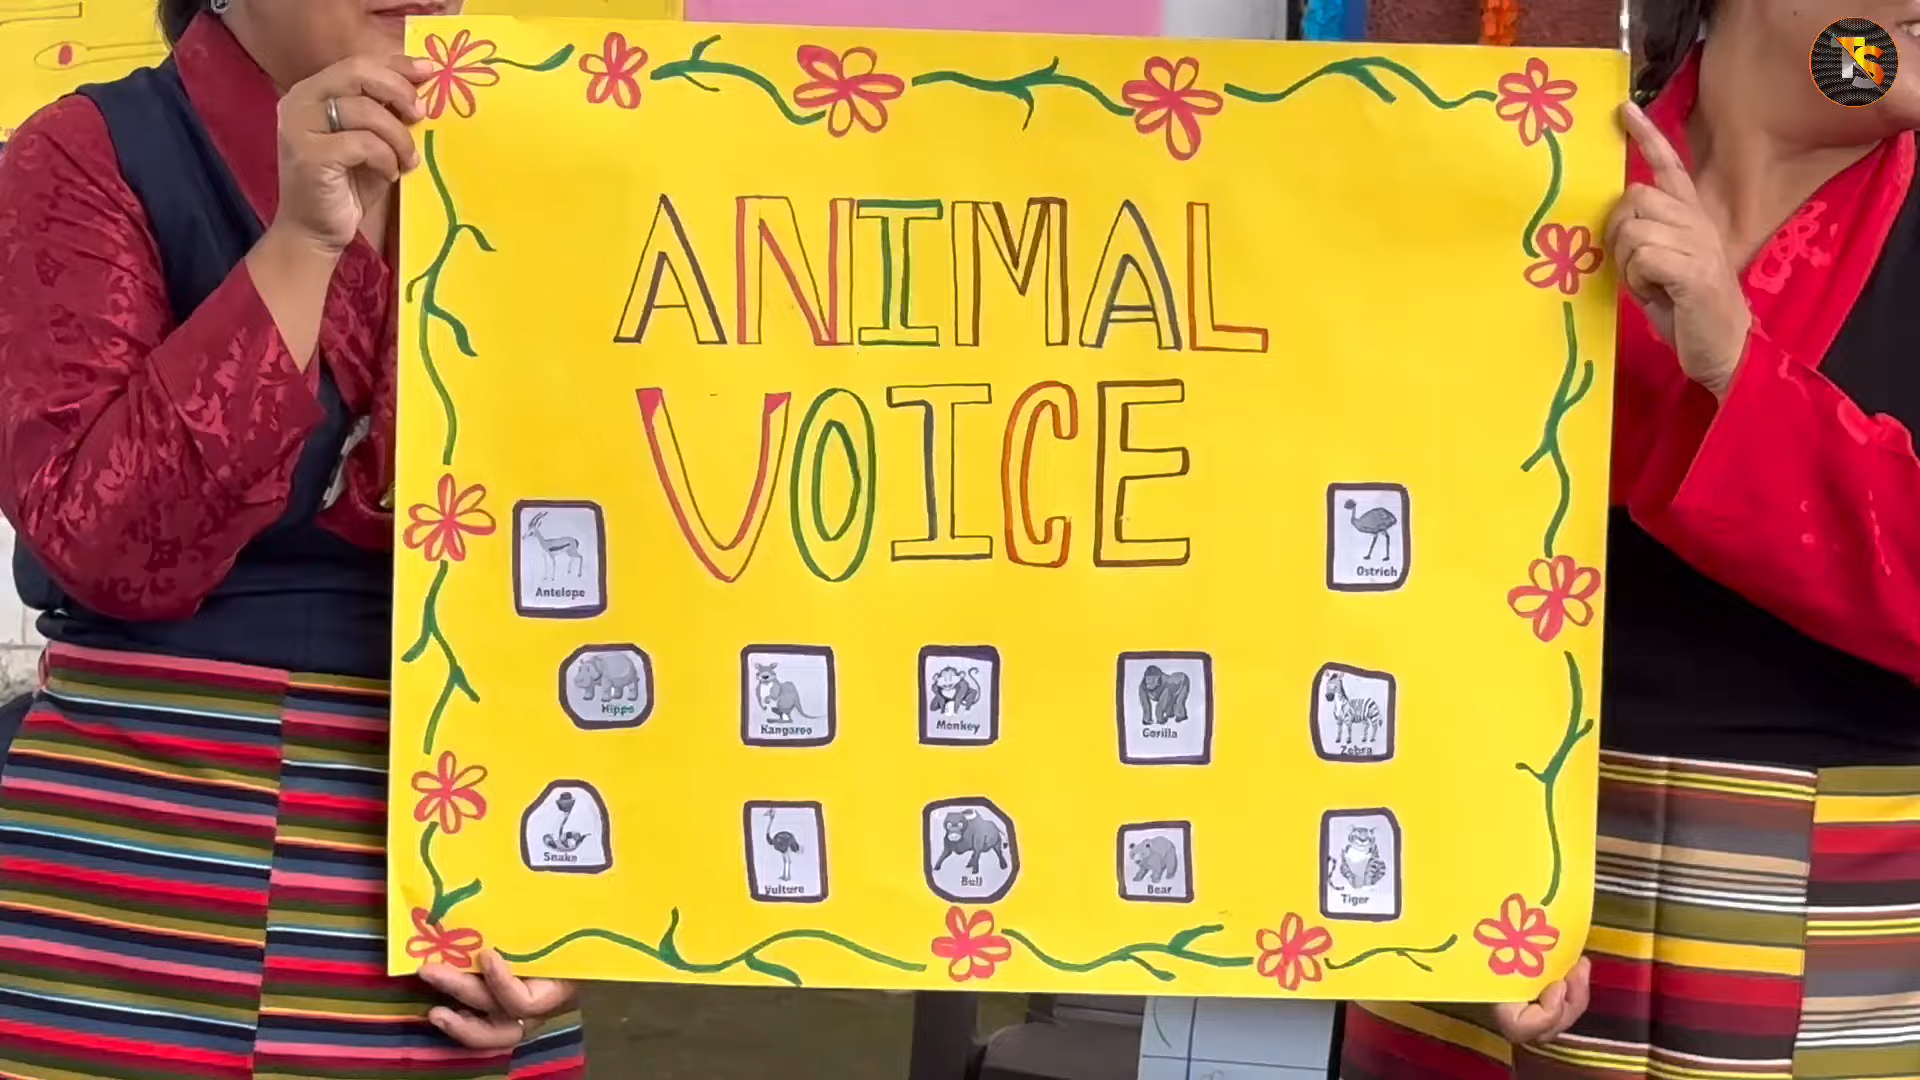 ANIMAL
VOICE
Antelope
Ostrich
Hippo
Kangaroo
Monkey
Gorilla
Zebra
Snake
Vulture
Bull
Bear
Tiger